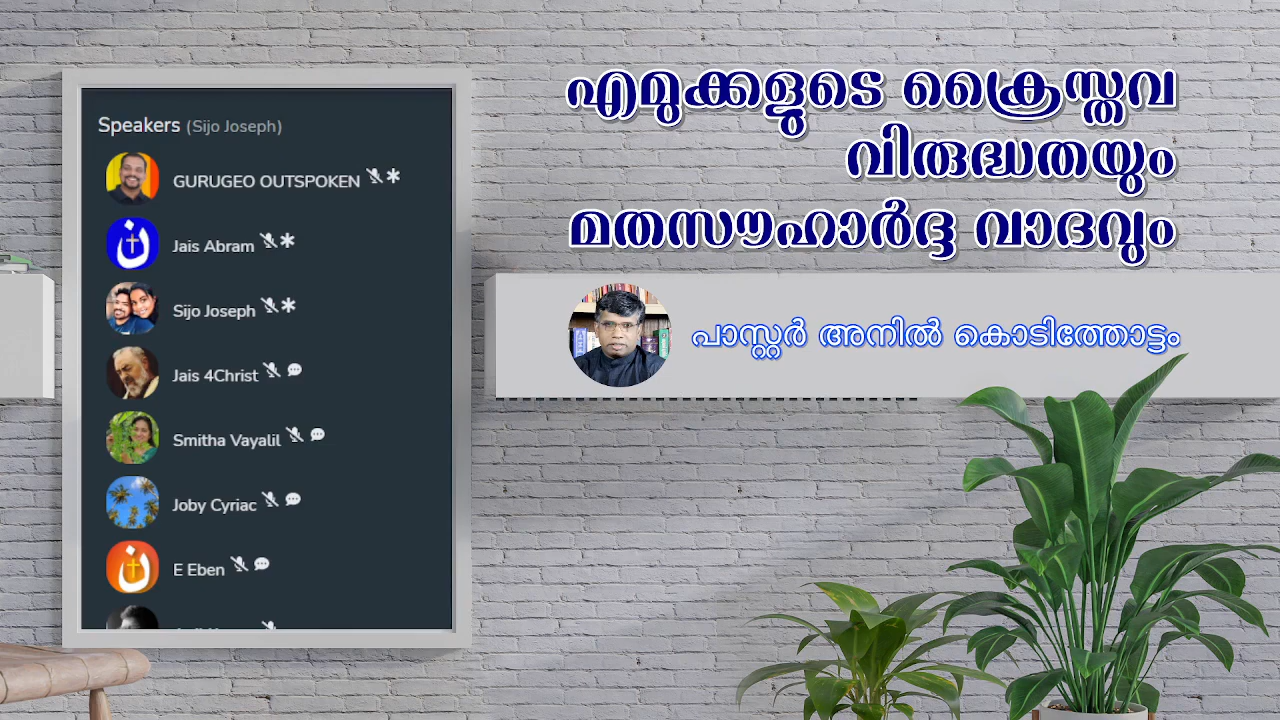 Speakers (Sijo Joseph)
GURUGEO OUTSPOKEN
Jais Abram
Sijo Joseph
Jais 4Christ
Smitha Vayalil
Joby Cyriac
E Eben
എമുക്കളുടെ ക്രൈസ്തവ
വിരുദ്ധതയും
മതസൗഹാർദ്ദ വാദവും
പാസ്റ്റർ അനിൽ കൊടിത്തോട്ടം